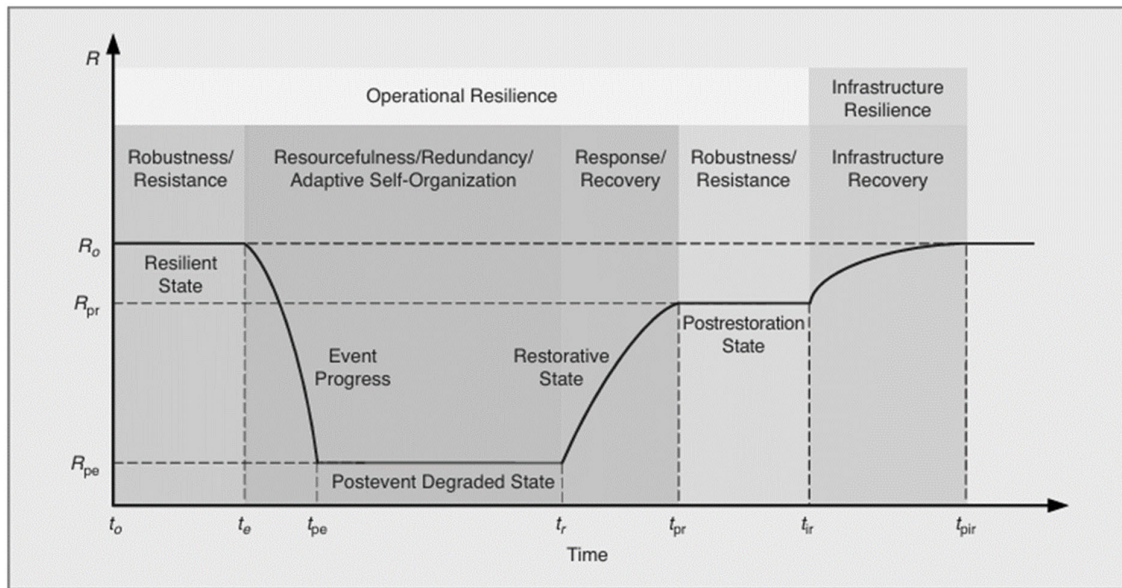 R
Operational Resilience
Infrastructure
Resilience
Robustness/
Resistance
Resourcefulness/Redundancy/
Adaptive Self-Organization
Response/
Recovery
Robustness/
Resistance
Infrastructure
Recovery
Ro
Resilient
State
Rpr
Postrestoration
State
Event
Progress
Restorative
State
Rpe
Postevent Degraded State
to
te
tpe
tr
tpr
tir
tpir
Time